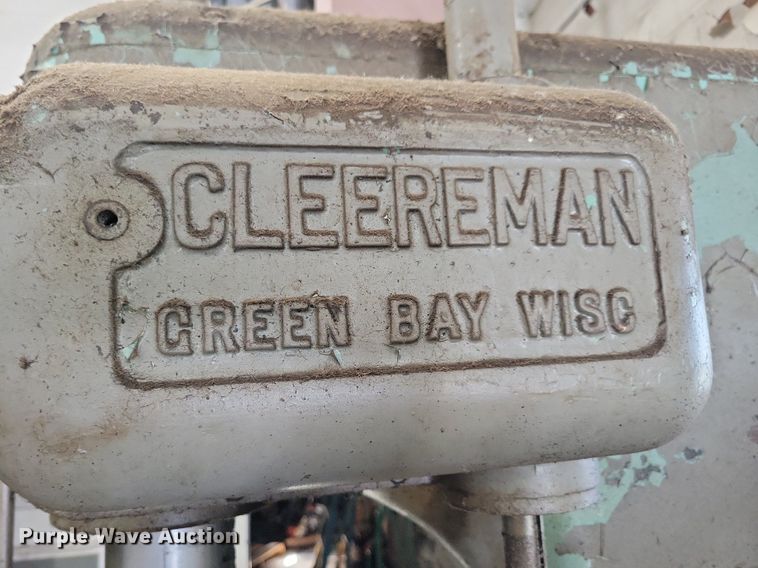 CLEEREMAN
GREEN BAY WISC
Purple Wave Auction